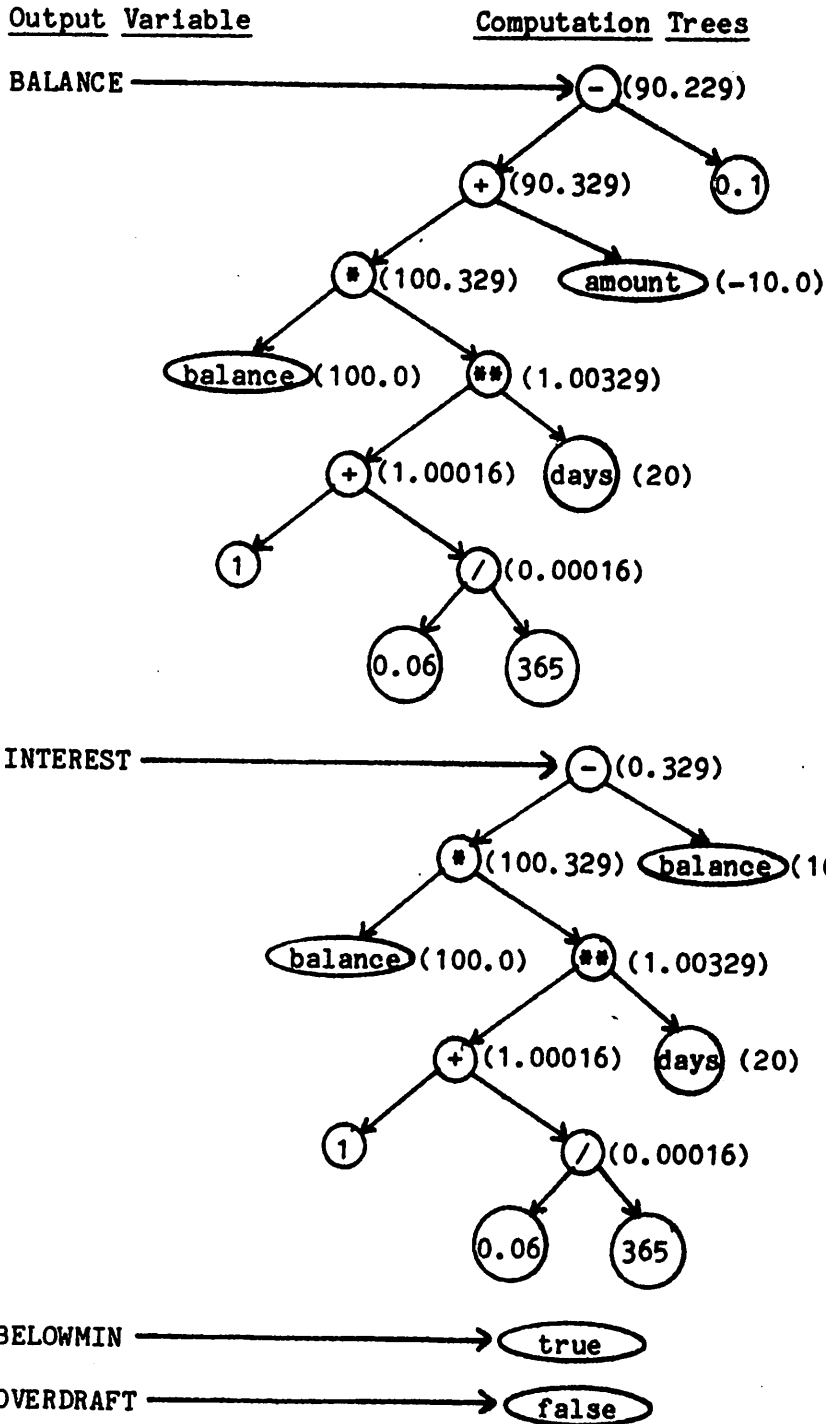 Output Variable Computation Trees
BALANCE - (90.229)
+ (90.329) 0.1
* (100.329) amount (-10.0)
balance (100.0) ** (1.00329)
+ (1.00016) days (20)
1 / (0.00016)
0.06 365
INTEREST - (0.329)
* (100.329) balance (10
balance (100.0) ** (1.00329)
+ (1.00016) days (20)
1 / (0.00016)
0.06 365
BELOWMIN true
OVERDRAFT false